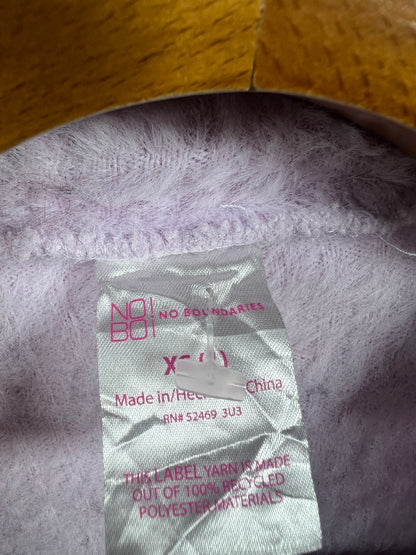 NO
BO
NO BOUNDARIES
Made in/ China
RN# 52469 3U3
THIS LABEL YARN IS MADE
OUT OF 100% RECYCLED
POLYESTER MATERIALS